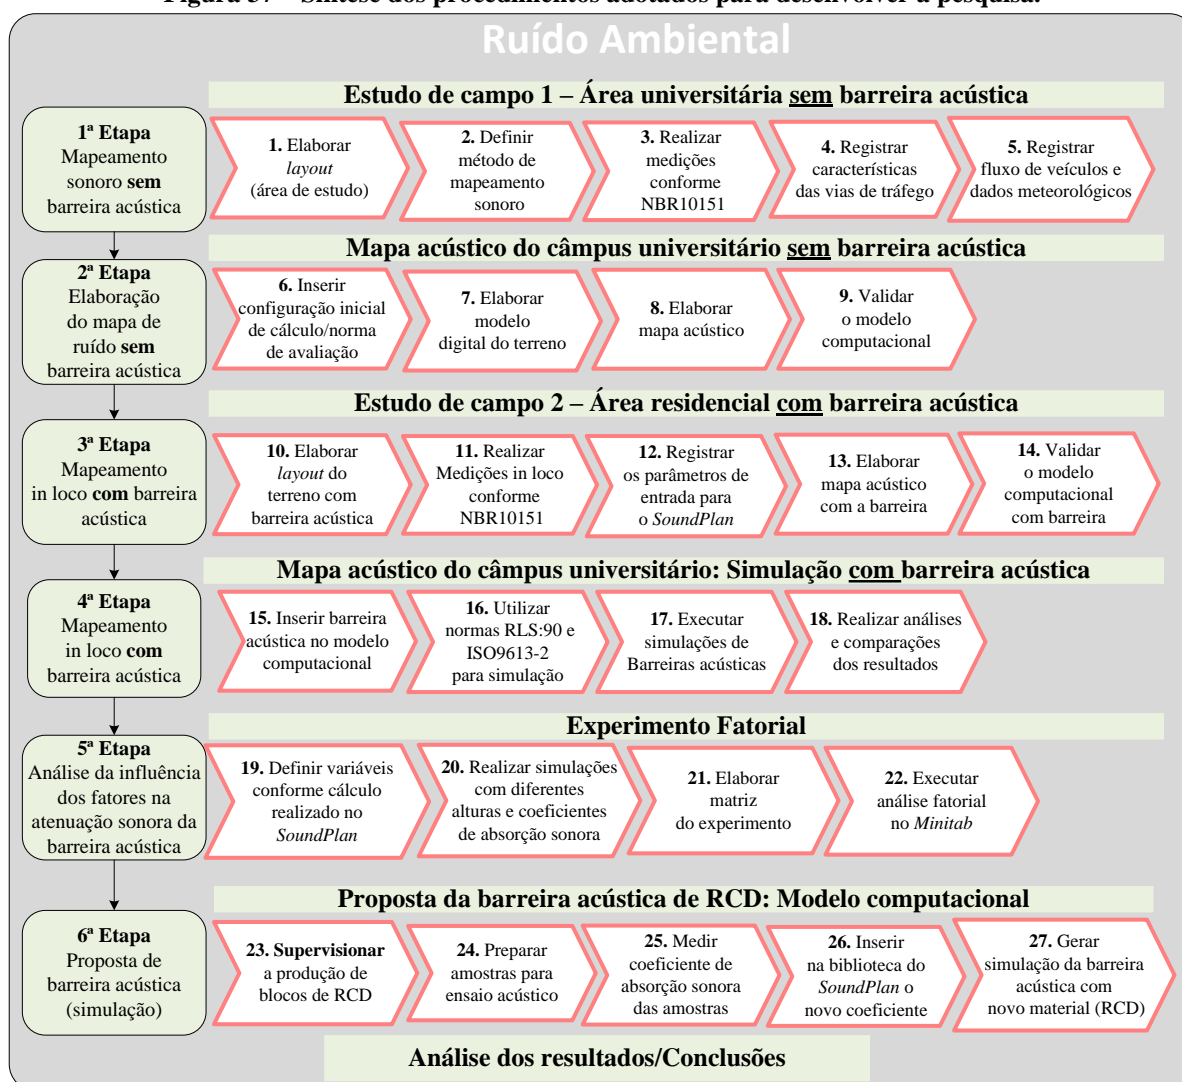 Figura 37 – Síntese dos procedimentos adotados para desenvolver a pesquisa.
Ruído Ambiental
Estudo de campo 1 – Área universitária sem barreira acústica
1ª Etapa
Mapeamento
sonoro sem
barreira acústica
1. Elaborar
layout
(área de estudo)
2. Definir
método de
mapeamento
sonoro
3. Realizar
medições
conforme
NBR10151
4. Registrar
características
das vias de tráfego
5. Registrar
fluxo de veículos e
dados meteorológicos
Mapa acústico do câmpus universitário sem barreira acústica
2ª Etapa
Elaboração
do mapa de
ruído sem
barreira acústica
6. Inserir
configuração inicial
de cálculo/norma
de avaliação
7. Elaborar
modelo
digital do terreno
8. Elaborar
mapa acústico
9. Validar
o modelo
computacional
Estudo de campo 2 – Área residencial com barreira acústica
3ª Etapa
Mapeamento
in loco com barreira
acústica
10. Elaborar
layout do
terreno com
barreira acústica
11. Realizar
Medições in loco
conforme
NBR10151
12. Registrar
os parâmetros de
entrada para
o SoundPlan
13. Elaborar
mapa acústico
com a barreira
14. Validar
o modelo
computacional
com barreira
Mapa acústico do câmpus universitário: Simulação com barreira acústica
4ª Etapa
Mapeamento
in loco com
barreira acústica
15. Inserir barreira
acústica no modelo
computacional
16. Utilizar
normas RLS:90 e
ISO9613-2
para simulação
17. Executar
simulações de
Barreiras acústicas
18. Realizar análises
e comparações
dos resultados
Experimento Fatorial
5ª Etapa
Análise da influência
dos fatores na
atenuação sonora da
barreira acústica
19. Definir variáveis
conforme cálculo
realizado no
SoundPlan
20. Realizar simulações
com diferentes
alturas e coeficientes
de absorção sonora
21. Elaborar
matriz
do experimento
22. Executar
análise fatorial
no Minitab
Proposta da barreira acústica de RCD: Modelo computacional
6ª Etapa
Proposta de
barreira acústica
(simulação)
23. Supervisionar
a produção de
blocos de RCD
24. Preparar
amostras para
ensaio acústico
25. Medir
coeficiente de
absorção sonora
das amostras
26. Inserir
na biblioteca do
SoundPlan o
novo coeficiente
27. Gerar
simulação da barreira
acústica com
novo material (RCD)
Análise dos resultados/Conclusões